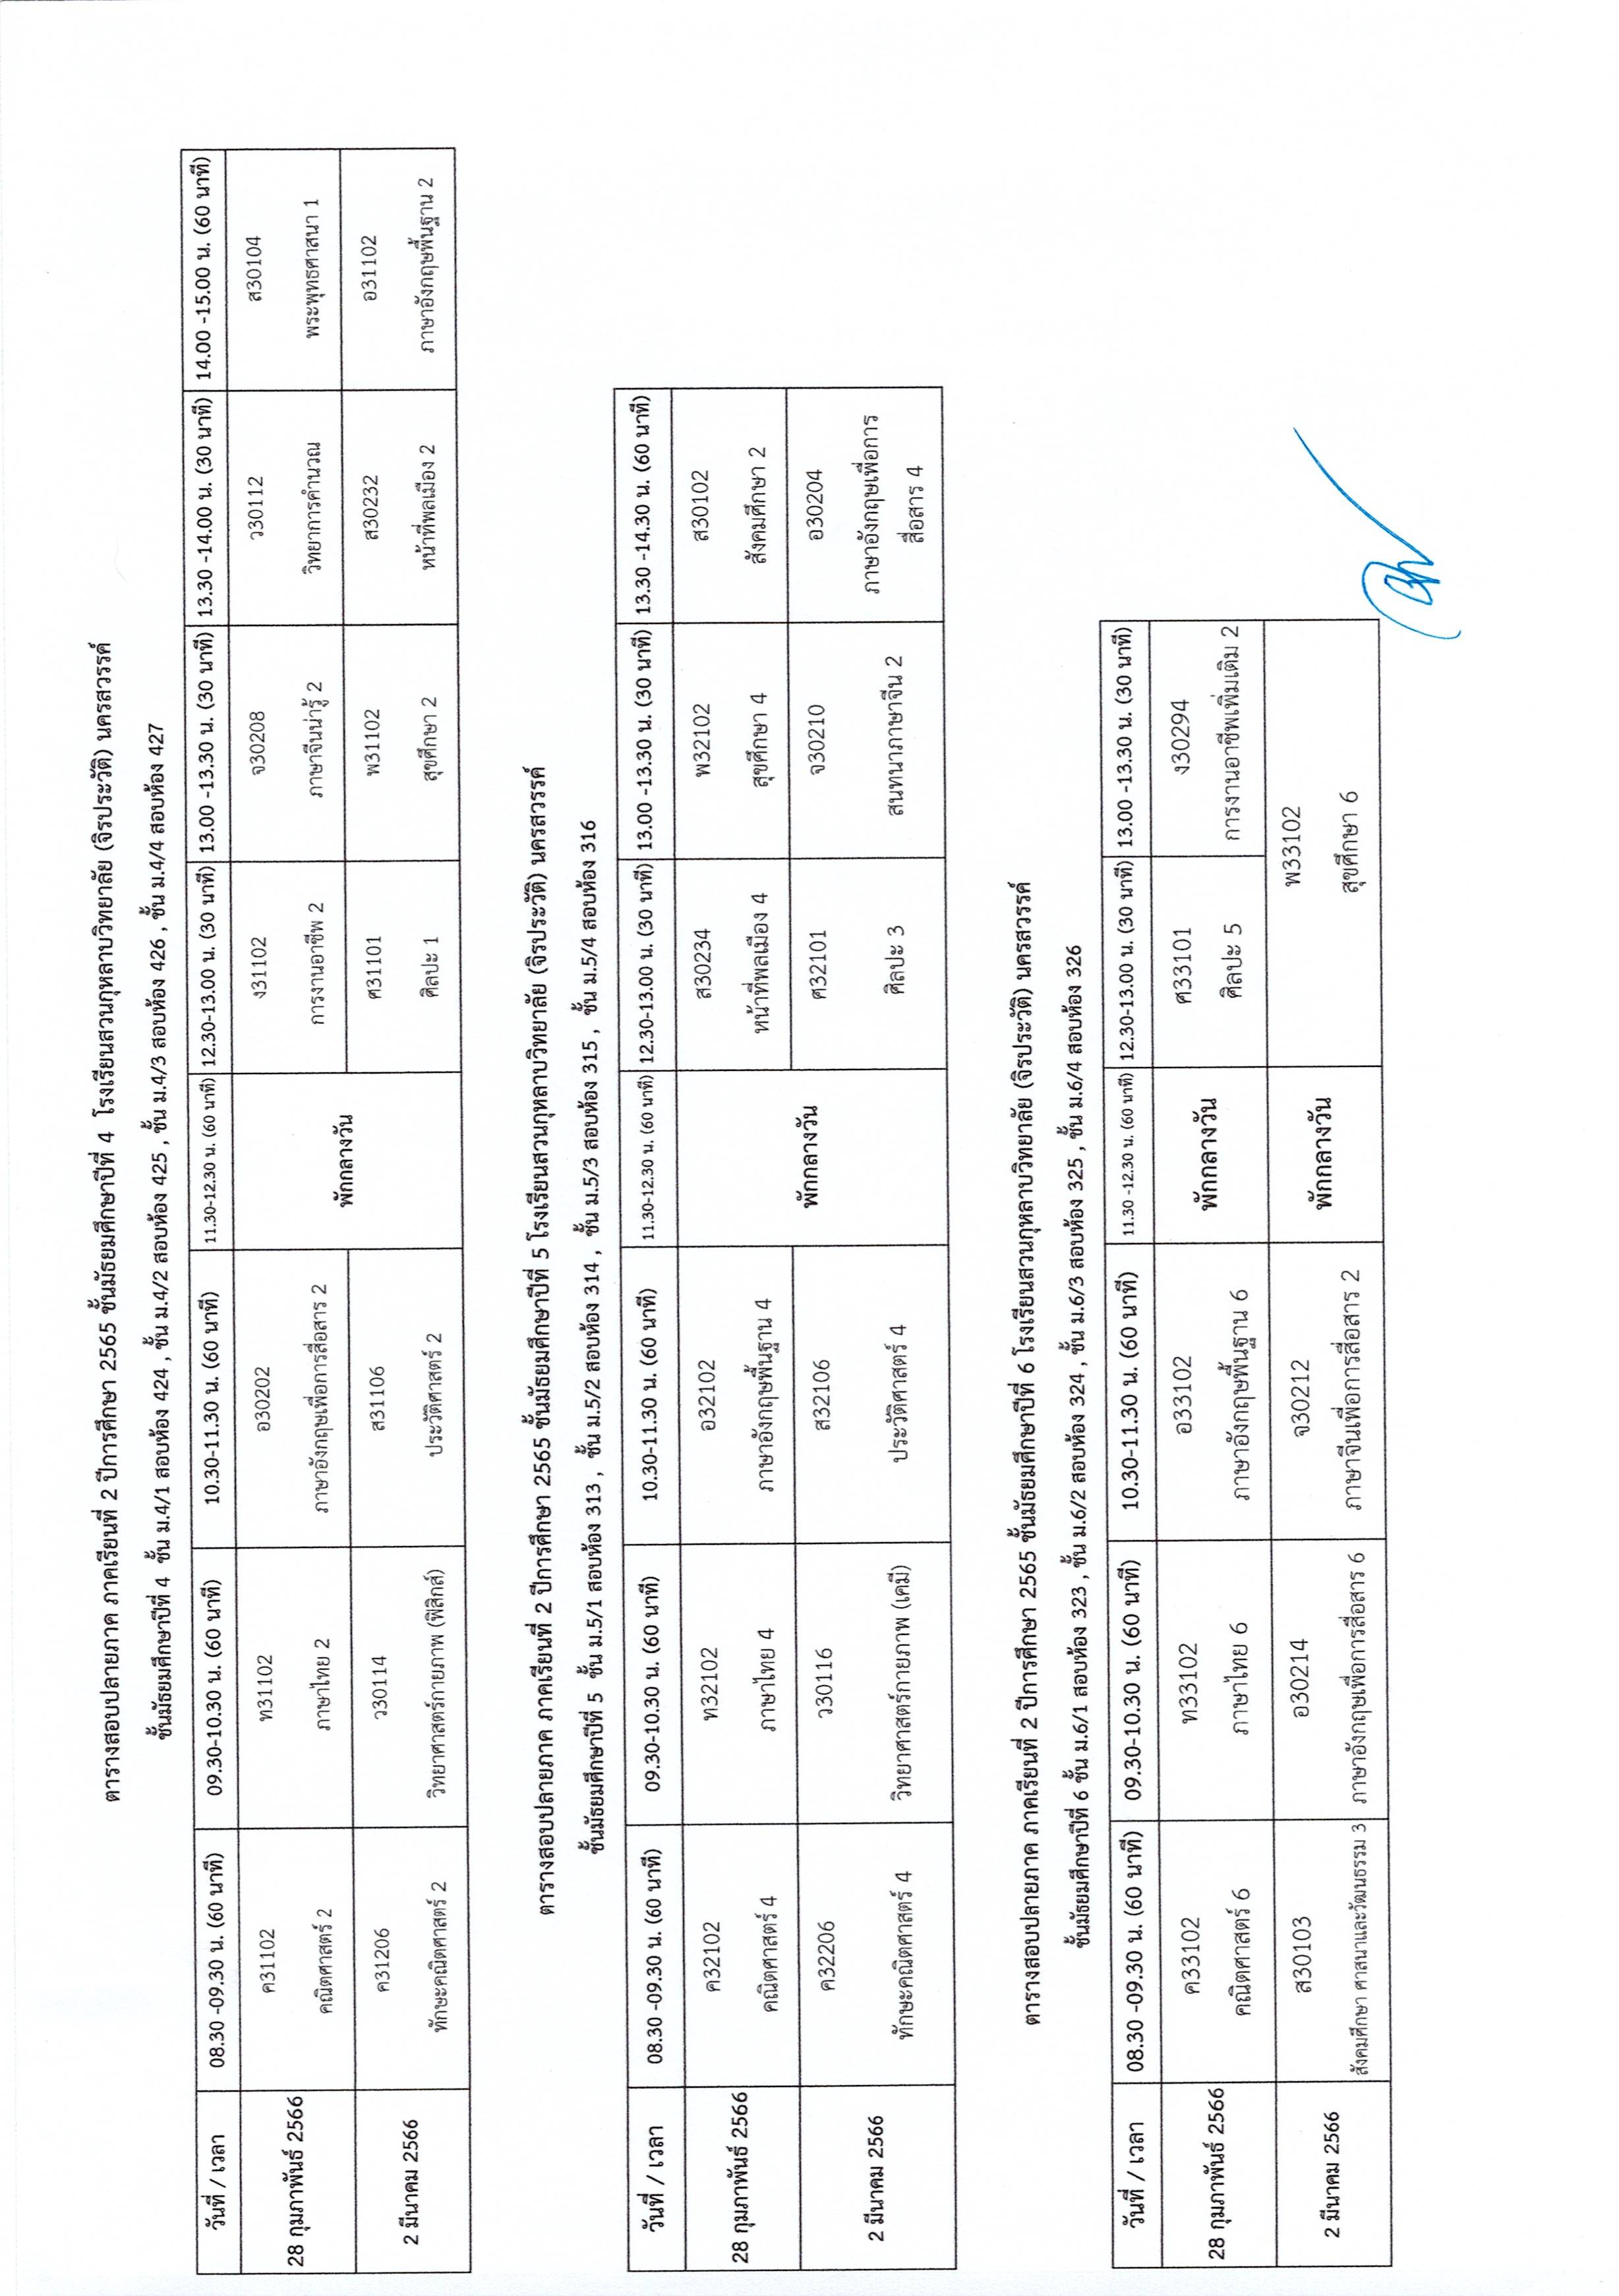 ตารางสอบปลายภาค ภาคเรียนที่ 2 ปีการศึกษา 2565 ชั้นมัธยมศึกษาปีที่ 4 โรงเรียนสวนกุหลาบวิทยาลัย (จิรประวัติ) นครสวรรค์
ชั้นมัธยมศึกษาปีที่ 4 ชั้น ม.4/1 สอบห้อง 424 , ชั้น ม.4/2 สอบห้อง 425 , ชั้น ม.4/3 สอบห้อง 426 , ชั้น ม.4/4 สอบห้อง 427
วันที่ / เวลา 08.30 -09.30 น. (60 นาที) 09.30-10.30 น. (60 นาที) 10.30-11.30 น. (60 นาที) 11.30-12.30 น. (60 นาที) 12.30-13.00 น. (30 นาที) 13.00 -13.30 น. (30 นาที) 13.30 -14.00 น. (30 นาที) 14.00 -15.00 น. (60 นาที)
ค31102 ท31102 อ30202 ง31102 จ30208 ว30112 ส30104
28 กุมภาพันธ์ 2566
คณิตศาสตร์ 2 ภาษาไทย 2 ภาษาอังกฤษเพื่อการสื่อสาร 2 การงานอาชีพ 2 ภาษาจีนน่ารู้ 2 วิทยาการคำนวณ พระพุทธศาสนา 1
พักกลางวัน
ค31206 ว30114 ส31106 ศ31101 พ31102 ส30232 อ31102
2 มีนาคม 2566
ทักษะคณิตศาสตร์ 2 วิทยาศาสตร์กายภาพ (ฟิสิกส์) ประวัติศาสตร์ 2 ศิลปะ 1 สุขศึกษา 2 หน้าที่พลเมือง 2 ภาษาอังกฤษพื้นฐาน 2
ตารางสอบปลายภาค ภาคเรียนที่ 2 ปีการศึกษา 2565 ชั้นมัธยมศึกษาปีที่ 5 โรงเรียนสวนกุหลาบวิทยาลัย (จิรประวัติ) นครสวรรค์
ชั้นมัธยมศึกษาปีที่ 5 ชั้น ม.5/1 สอบห้อง 313 , ชั้น ม.5/2 สอบห้อง 314 , ชั้น ม.5/3 สอบห้อง 315 , ชั้น ม.5/4 สอบห้อง 316
วันที่ / เวลา 08.30 -09.30 น. (60 นาที) 09.30-10.30 น. (60 นาที) 10.30-11.30 น. (60 นาที) 11.30-12.30 น. (60 นาที) 12.30-13.00 น. (30 นาที) 13.00 -13.30 น. (30 นาที) 13.30 -14.30 น. (60 นาที)
ค32102 ท32102 อ32102 ส30234 พ32102 ส30102
28 กุมภาพันธ์ 2566
คณิตศาสตร์ 4 ภาษาไทย 4 ภาษาอังกฤษพื้นฐาน 4 หน้าที่พลเมือง 4 สุขศึกษา 4 สังคมศึกษา 2
พักกลางวัน
ค32206 ว30116 ส32106 ศ32101 จ30210 อ30204
2 มีนาคม 2566
ทักษะคณิตศาสตร์ 4 วิทยาศาสตร์กายภาพ (เคมี) ประวัติศาสตร์ 4 ศิลปะ 3 สนทนาภาษาจีน 2 ภาษาอังกฤษเพื่อการ
สื่อสาร 4
ตารางสอบปลายภาค ภาคเรียนที่ 2 ปีการศึกษา 2565 ชั้นมัธยมศึกษาปีที่ 6 โรงเรียนสวนกุหลาบวิทยาลัย (จิรประวัติ) นครสวรรค์
ชั้นมัธยมศึกษาปีที่ 6 ชั้น ม.6/1 สอบห้อง 323 , ชั้น ม.6/2 สอบห้อง 324 , ชั้น ม.6/3 สอบห้อง 325 , ชั้น ม.6/4 สอบห้อง 326
วันที่ / เวลา 08.30 -09.30 น. (60 นาที) 09.30-10.30 น. (60 นาที) 10.30-11.30 น. (60 นาที) 11.30 -12.30 น. (60 นาที) 12.30-13.00 น. (30 นาที) 13.00 -13.30 น. (30 นาที)
ค33102 ท33102 อ33102 ศ33101 ง30294
28 กุมภาพันธ์ 2566 พักกลางวัน
คณิตศาสตร์ 6 ภาษาไทย 6 ภาษาอังกฤษพื้นฐาน 6 ศิลปะ 5 การงานอาชีพเพิ่มเติม 2
ส30103 อ30214 จ30212 พ33102
2 มีนาคม 2566 พักกลางวัน
สังคมศึกษา ศาสนาและวัฒนธรรม 3 ภาษาอังกฤษเพื่อการสื่อสาร 6 ภาษาจีนเพื่อการสื่อสาร 2 สุขศึกษา 6